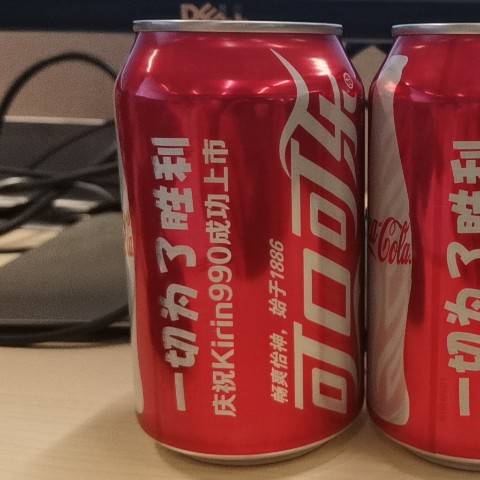 DELL
一切为了胜利
庆祝Kirin990成功上市
畅爽怡神，始于1886
可口可乐®
Cola
一切为了胜利